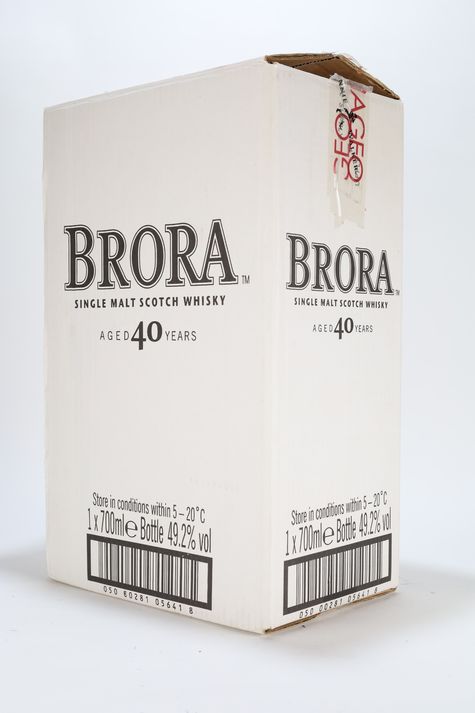 BRORA™
SINGLE MALT SCOTCH WHISKY
AGED 40 YEARS
Store in conditions within 5–20°C
1 x 700ml ℮ Bottle 49.2% vol
050 00281 05641 8
BRORA™
SINGLE MALT SCOTCH WHISKY
AGED 40 YEARS
Store in conditions within 5–20°C
1 x 700ml ℮ Bottle 49.2% vol
050 00281 05641 8